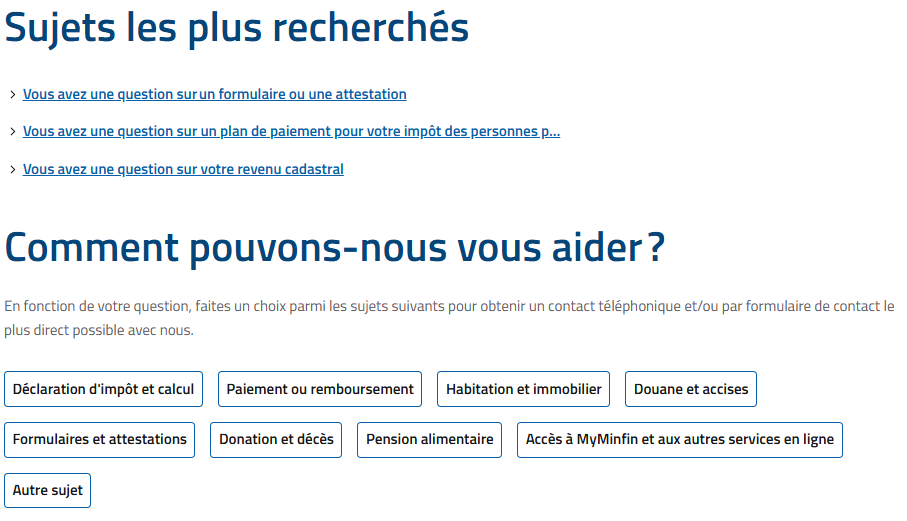 Sujets les plus recherchés
Vous avez une question sur un formulaire ou une attestation
Vous avez une question sur un plan de paiement pour votre impôt des personnes p...
Vous avez une question sur votre revenu cadastral
Comment pouvons-nous vous aider ?
En fonction de votre question, faites un choix parmi les sujets suivants pour obtenir un contact téléphonique et/ou par formulaire de contact le
plus direct possible avec nous.
Déclaration d'impôt et calcul Paiement ou remboursement Habitation et immobilier Douane et accises
Formulaires et attestations Donation et décès Pension alimentaire Accès à MyMinfin et aux autres services en ligne
Autre sujet